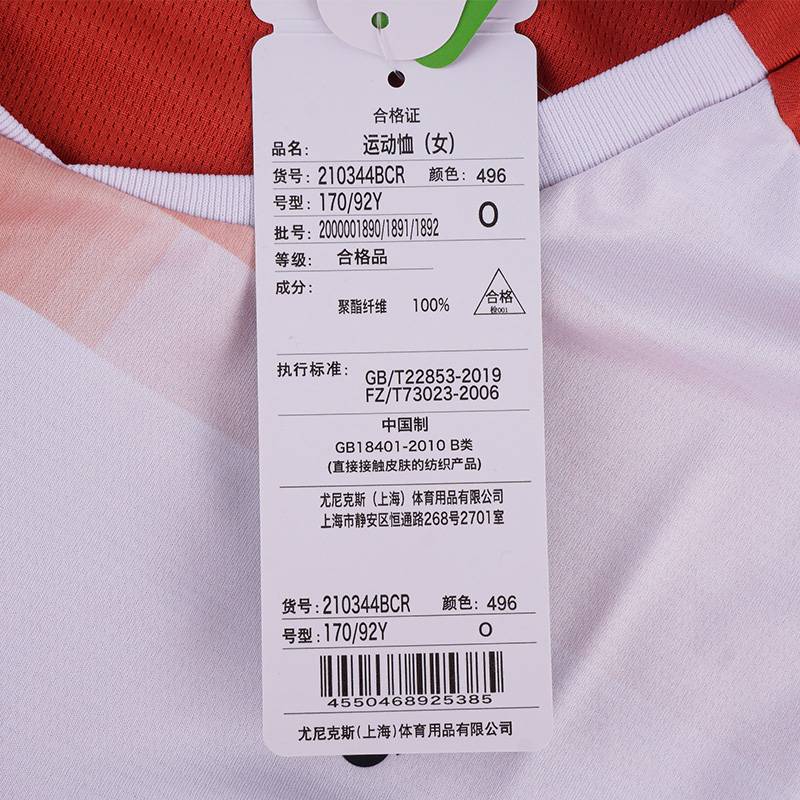 合格证
品名： 运动恤（女）
货号：210344BCR 颜色：496
号型：170/92Y O
批号：2000001890/1891/1892
等级： 合格品
成分：
聚酯纤维 100%
合格
检001
执行标准： GB/T22853-2019
FZ/T73023-2006
中国制
GB18401-2010 B类
(直接接触皮肤的纺织产品)
尤尼克斯（上海）体育用品有限公司
上海市静安区恒通路268号2701室
货号：210344BCR 颜色：496
号型：170/92Y O
4550468925385
尤尼克斯(上海)体育用品有限公司